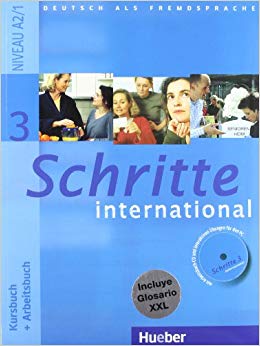 DEUTSCH ALS FREMDSPRACHE
NIVEAU A2/1
3
Schritte
international
Kursbuch
+ Arbeitsbuch
Incluye
Glosario
XXL
Schritte 3
Hueber